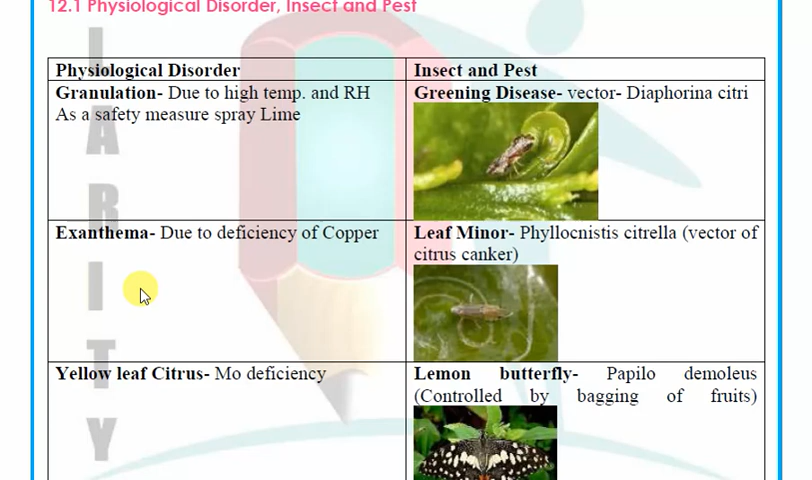 12.1 Physiological Disorder, Insect and Pest
Physiological Disorder
Insect and Pest
Granulation- Due to high temp. and RH
As a safety measure spray Lime
Greening Disease- vector- Diaphorina citri
Exanthema- Due to deficiency of Copper
Leaf Minor- Phyllocnistis citrella (vector of
citrus canker)
Yellow leaf Citrus- Mo deficiency
Lemon butterfly- Papilo demoleus
(Controlled by bagging of fruits)
L
A
R
I
T
Y